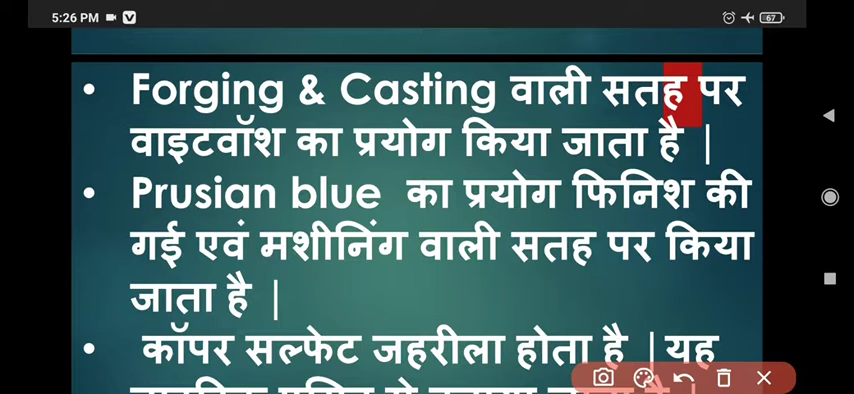 5:26 PM
67
• Forging & Casting वाली सतह पर
वाइटवॉश का प्रयोग किया जाता है |
• Prusian blue का प्रयोग फिनिश की
गई एवं मशीनिंग वाली सतह पर किया
जाता है |
• कॉपर सल्फेट जहरीला होता है | यह